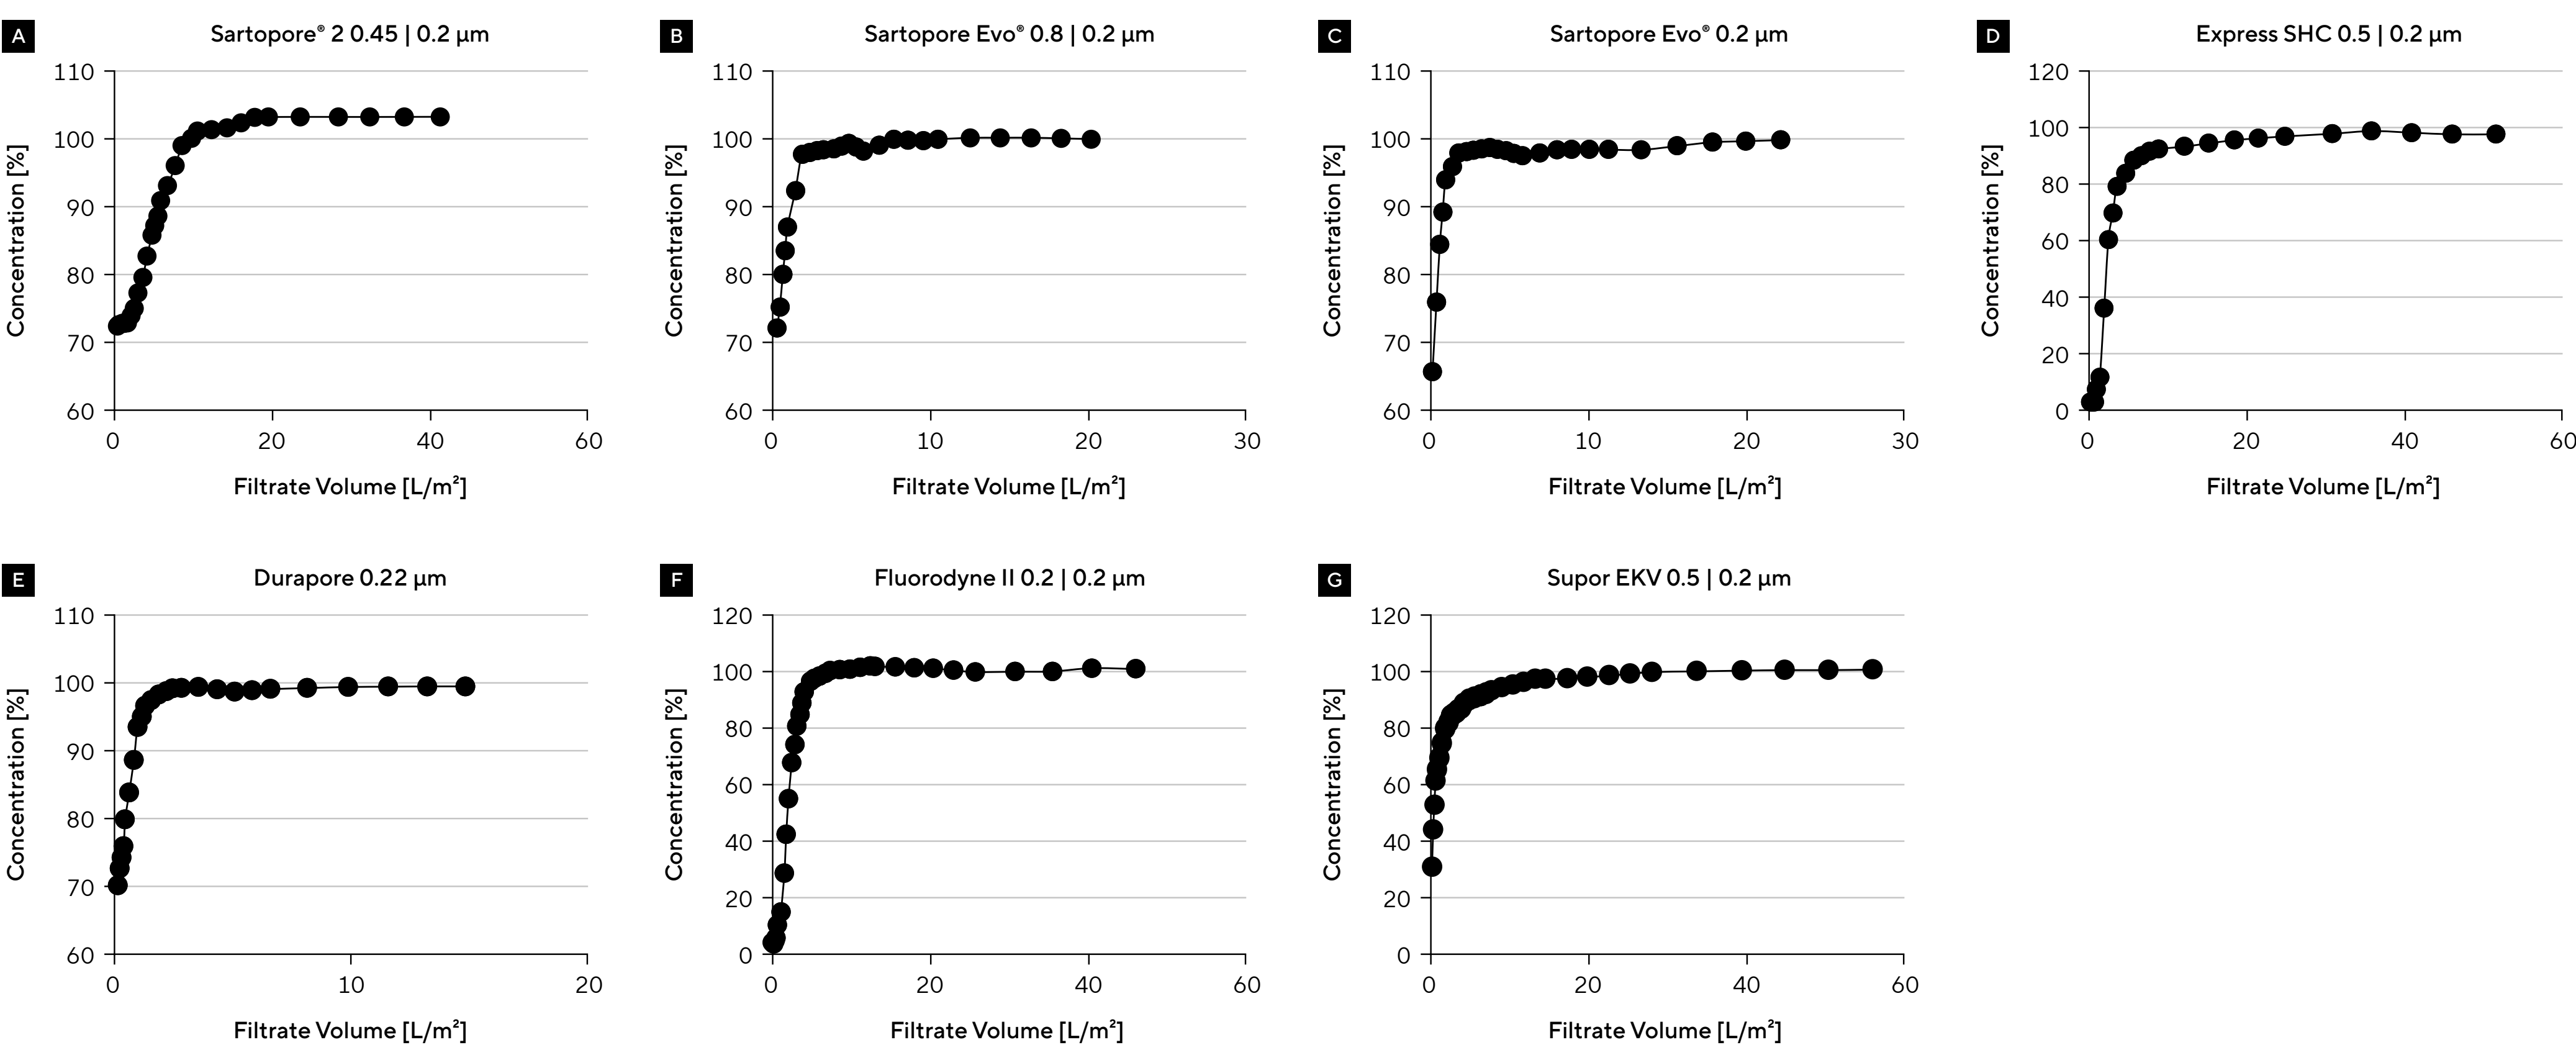 A
Sartopore® 2 0.45 | 0.2 µm
110
100
90
80
70
60
0
20
40
60
Concentration [%]
Filtrate Volume [L/m²]
B
Sartopore Evo® 0.8 | 0.2 µm
110
100
90
80
70
60
0
10
20
30
Concentration [%]
Filtrate Volume [L/m²]
C
Sartopore Evo® 0.2 µm
110
100
90
80
70
60
0
10
20
30
Concentration [%]
Filtrate Volume [L/m²]
D
Express SHC 0.5 | 0.2 µm
120
100
80
60
40
20
0
0
20
40
60
Concentration [%]
Filtrate Volume [L/m²]
E
Durapore 0.22 µm
110
100
90
80
70
60
0
10
20
Concentration [%]
Filtrate Volume [L/m²]
F
Fluorodyne II 0.2 | 0.2 µm
120
100
80
60
40
20
0
0
20
40
60
Concentration [%]
Filtrate Volume [L/m²]
G
Supor EKV 0.5 | 0.2 µm
120
100
80
60
40
20
0
0
20
40
60
Concentration [%]
Filtrate Volume [L/m²]